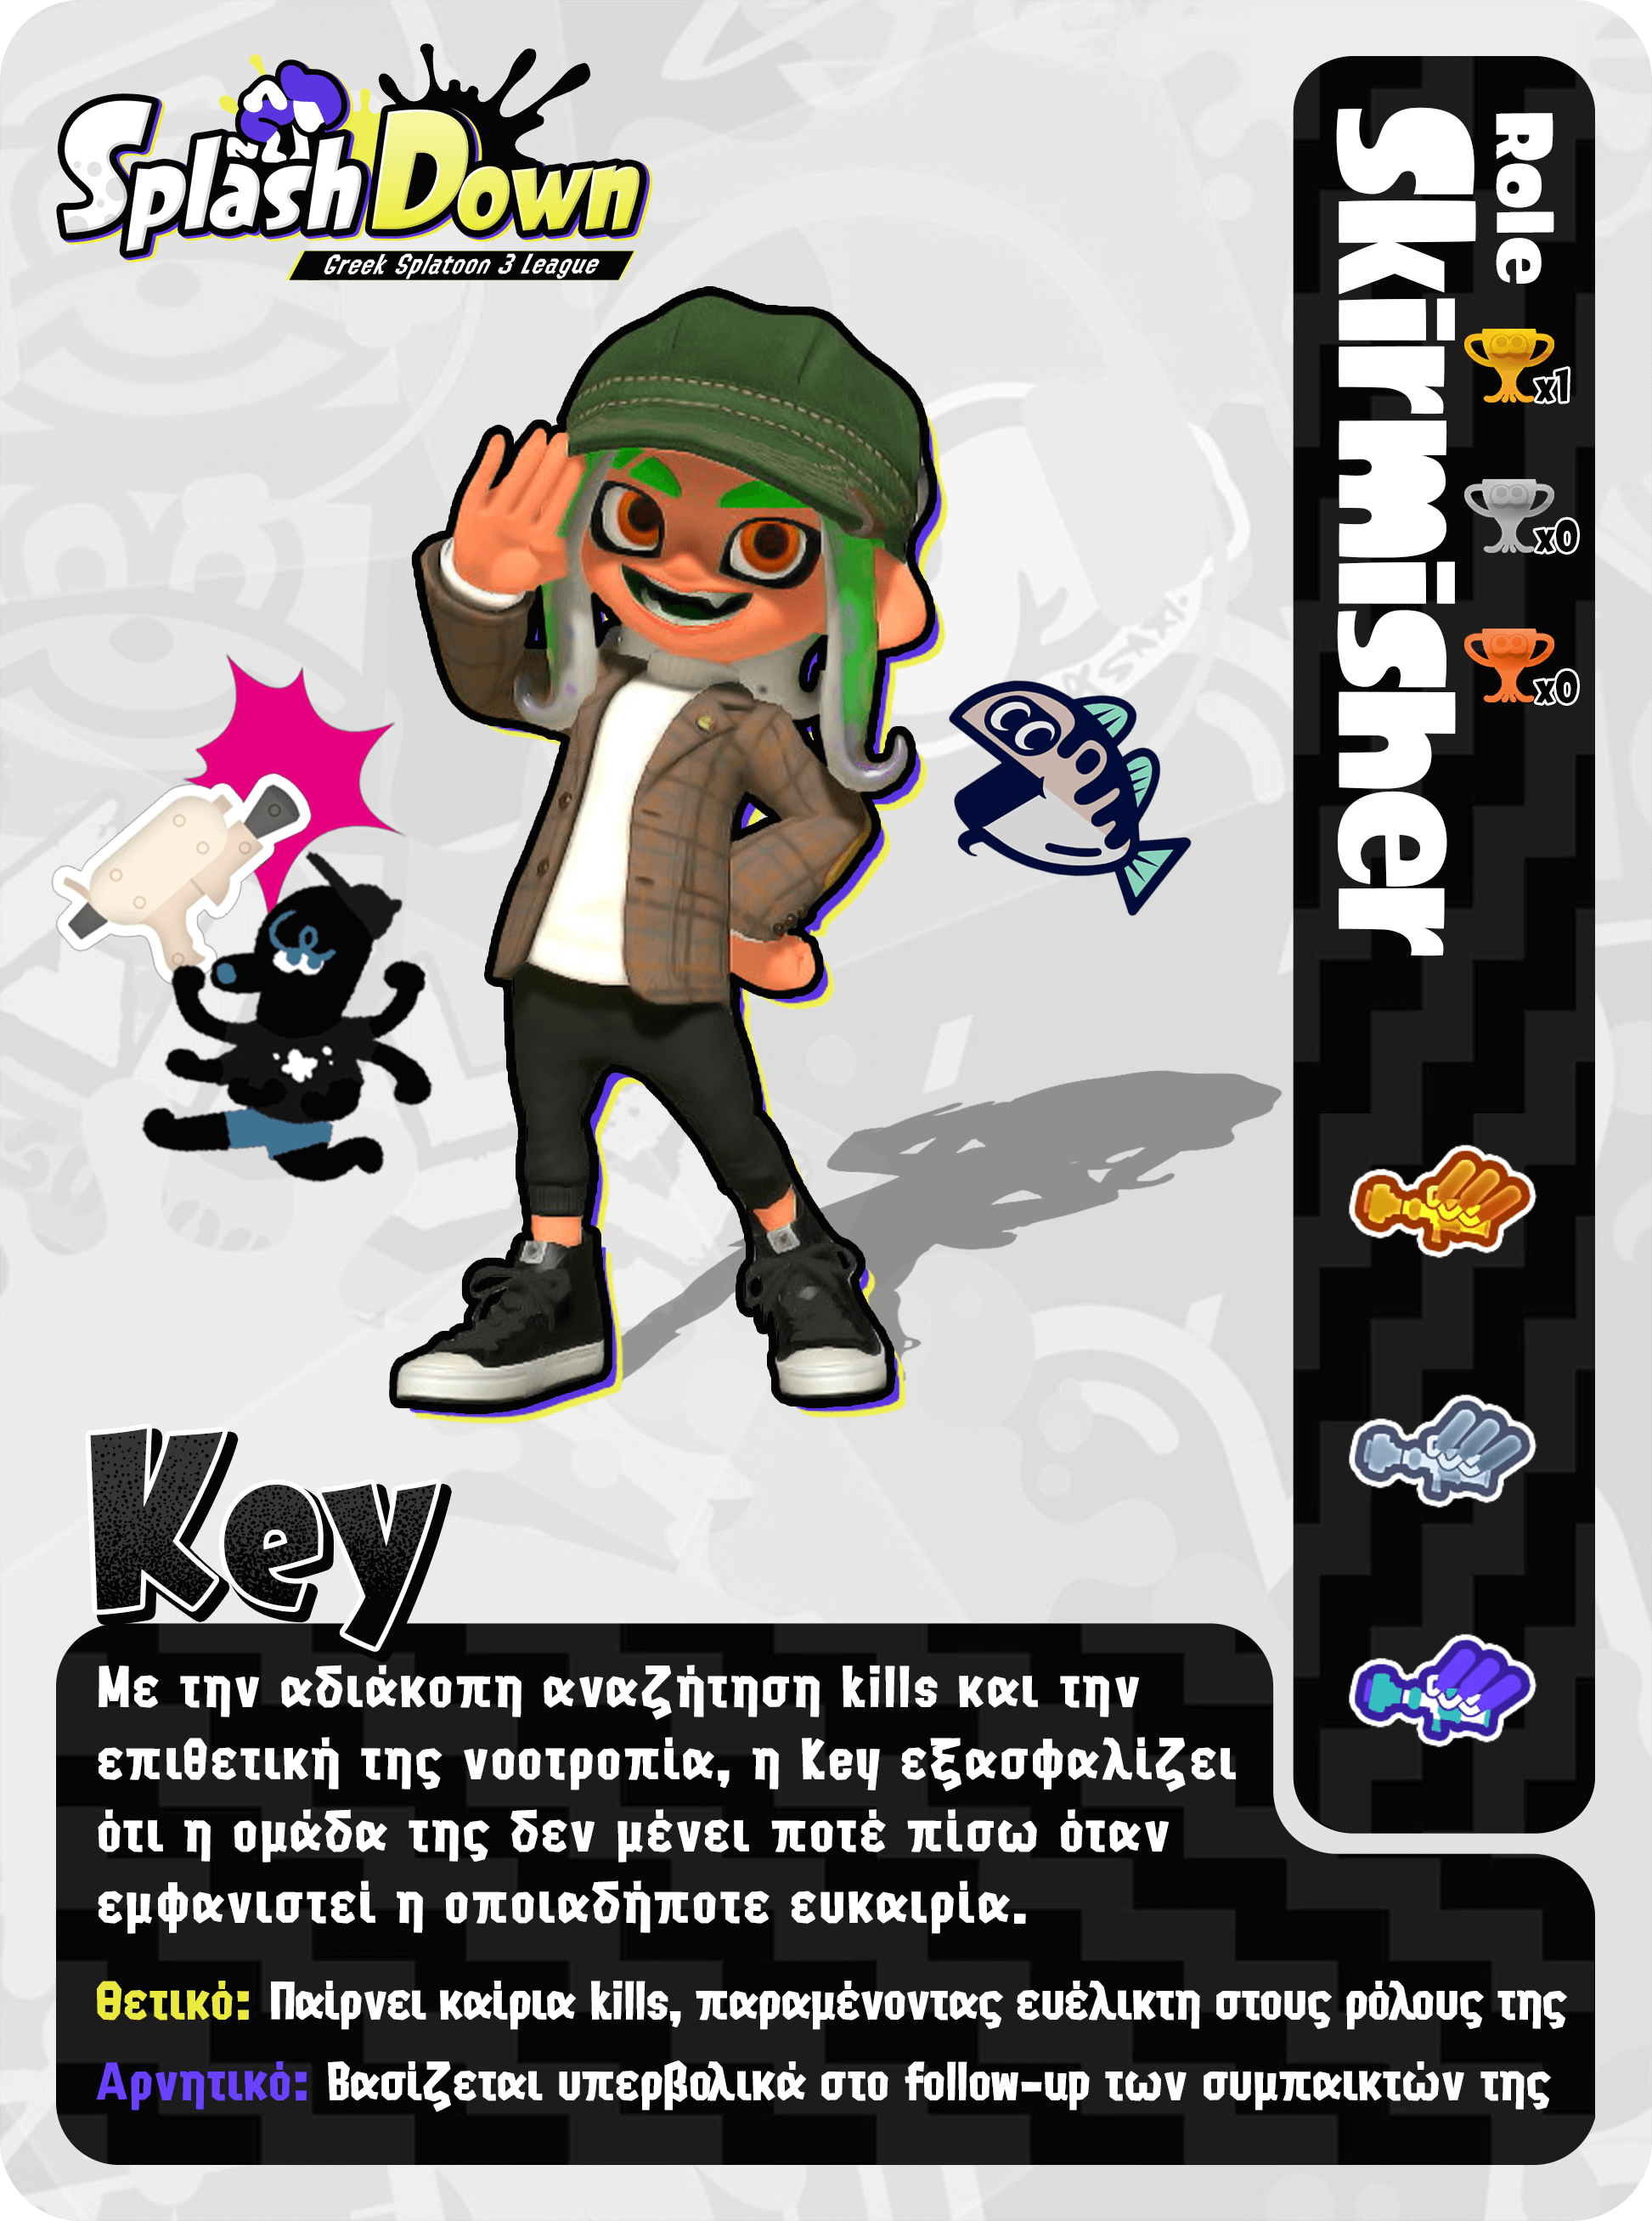 Splash Down
Greek Splatoon 3 League
Role
Skirmisher
x1
x0
x0
Key
Με την αδιάκοπη αναζήτηση kills και την
επιθετική της νοοτροπία, η Key εξασφαλίζει
ότι η ομάδα της δεν μένει ποτέ πίσω όταν
εμφανιστεί η οποιαδήποτε ευκαιρία.
Θετικό: Παίρνει καίρια kills, παραμένοντας ευέλικτη στους ρόλους της
Αρνητικό: Βασίζεται υπερβολικά στο follow-up των συμπαικτών της